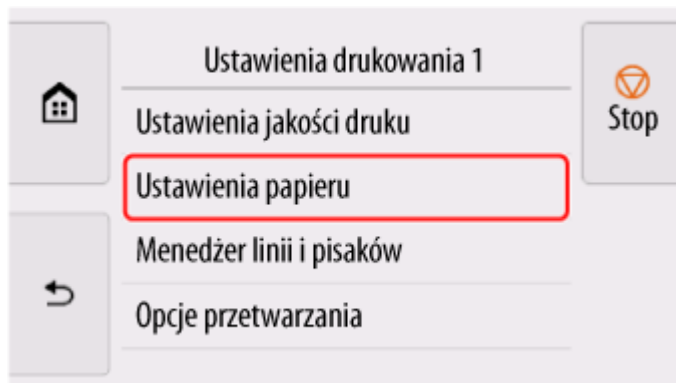 Ustawienia drukowania 1
Stop
Ustawienia jakości druku
Ustawienia papieru
Menedżer linii i pisaków
Opcje przetwarzania